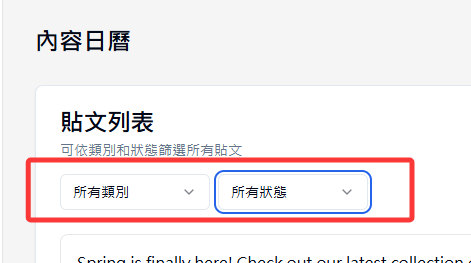 內容日曆
貼文列表
可依類別和狀態篩選所有貼文
所有類別 所有狀態
Spring is finally here! Check out our latest collection